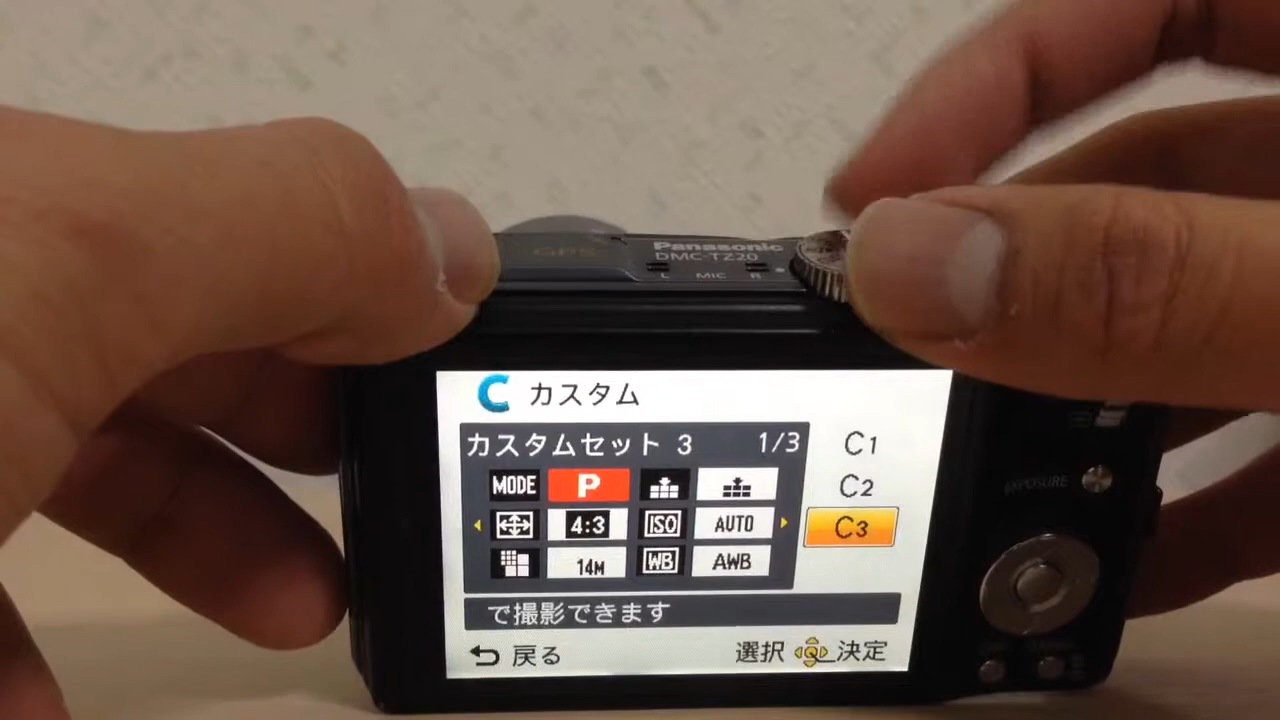 GPS
Panasonic
DMC-TZ20
L MIC R
C カスタム
カスタムセット 3 1/3
C1
MODE P
C2
4:3 ISO AUTO
C3
14M WB AWB
で撮影できます
戻る 選択 決定
EXPOSURE